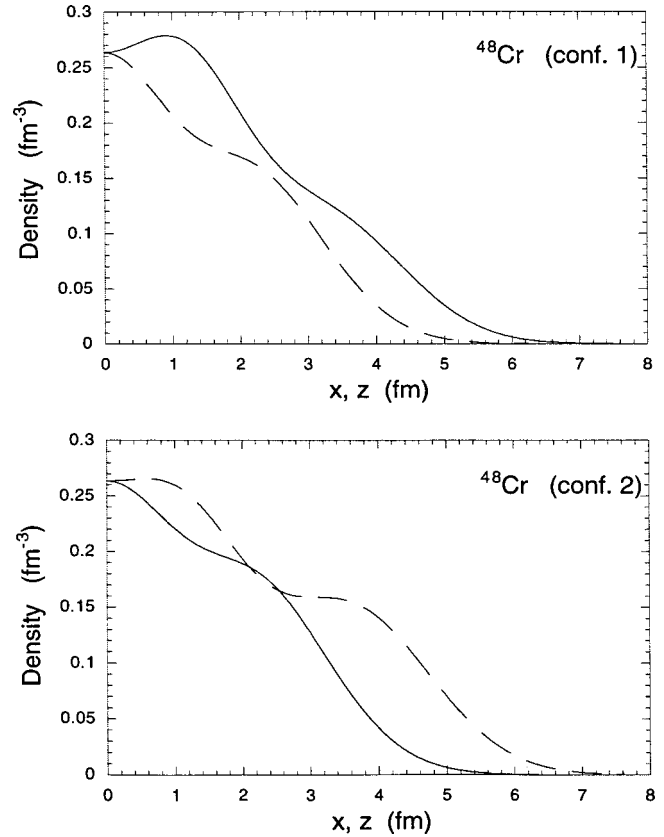 0.3
⁴⁸Cr (conf. 1)
0.25
0.2
0.15
0.1
0.05
0
Density (fm⁻³)
0 1 2 3 4 5 6 7 8
x, z (fm)
0.3
⁴⁸Cr (conf. 2)
0.25
0.2
0.15
0.1
0.05
0
Density (fm⁻³)
0 1 2 3 4 5 6 7 8
x, z (fm)